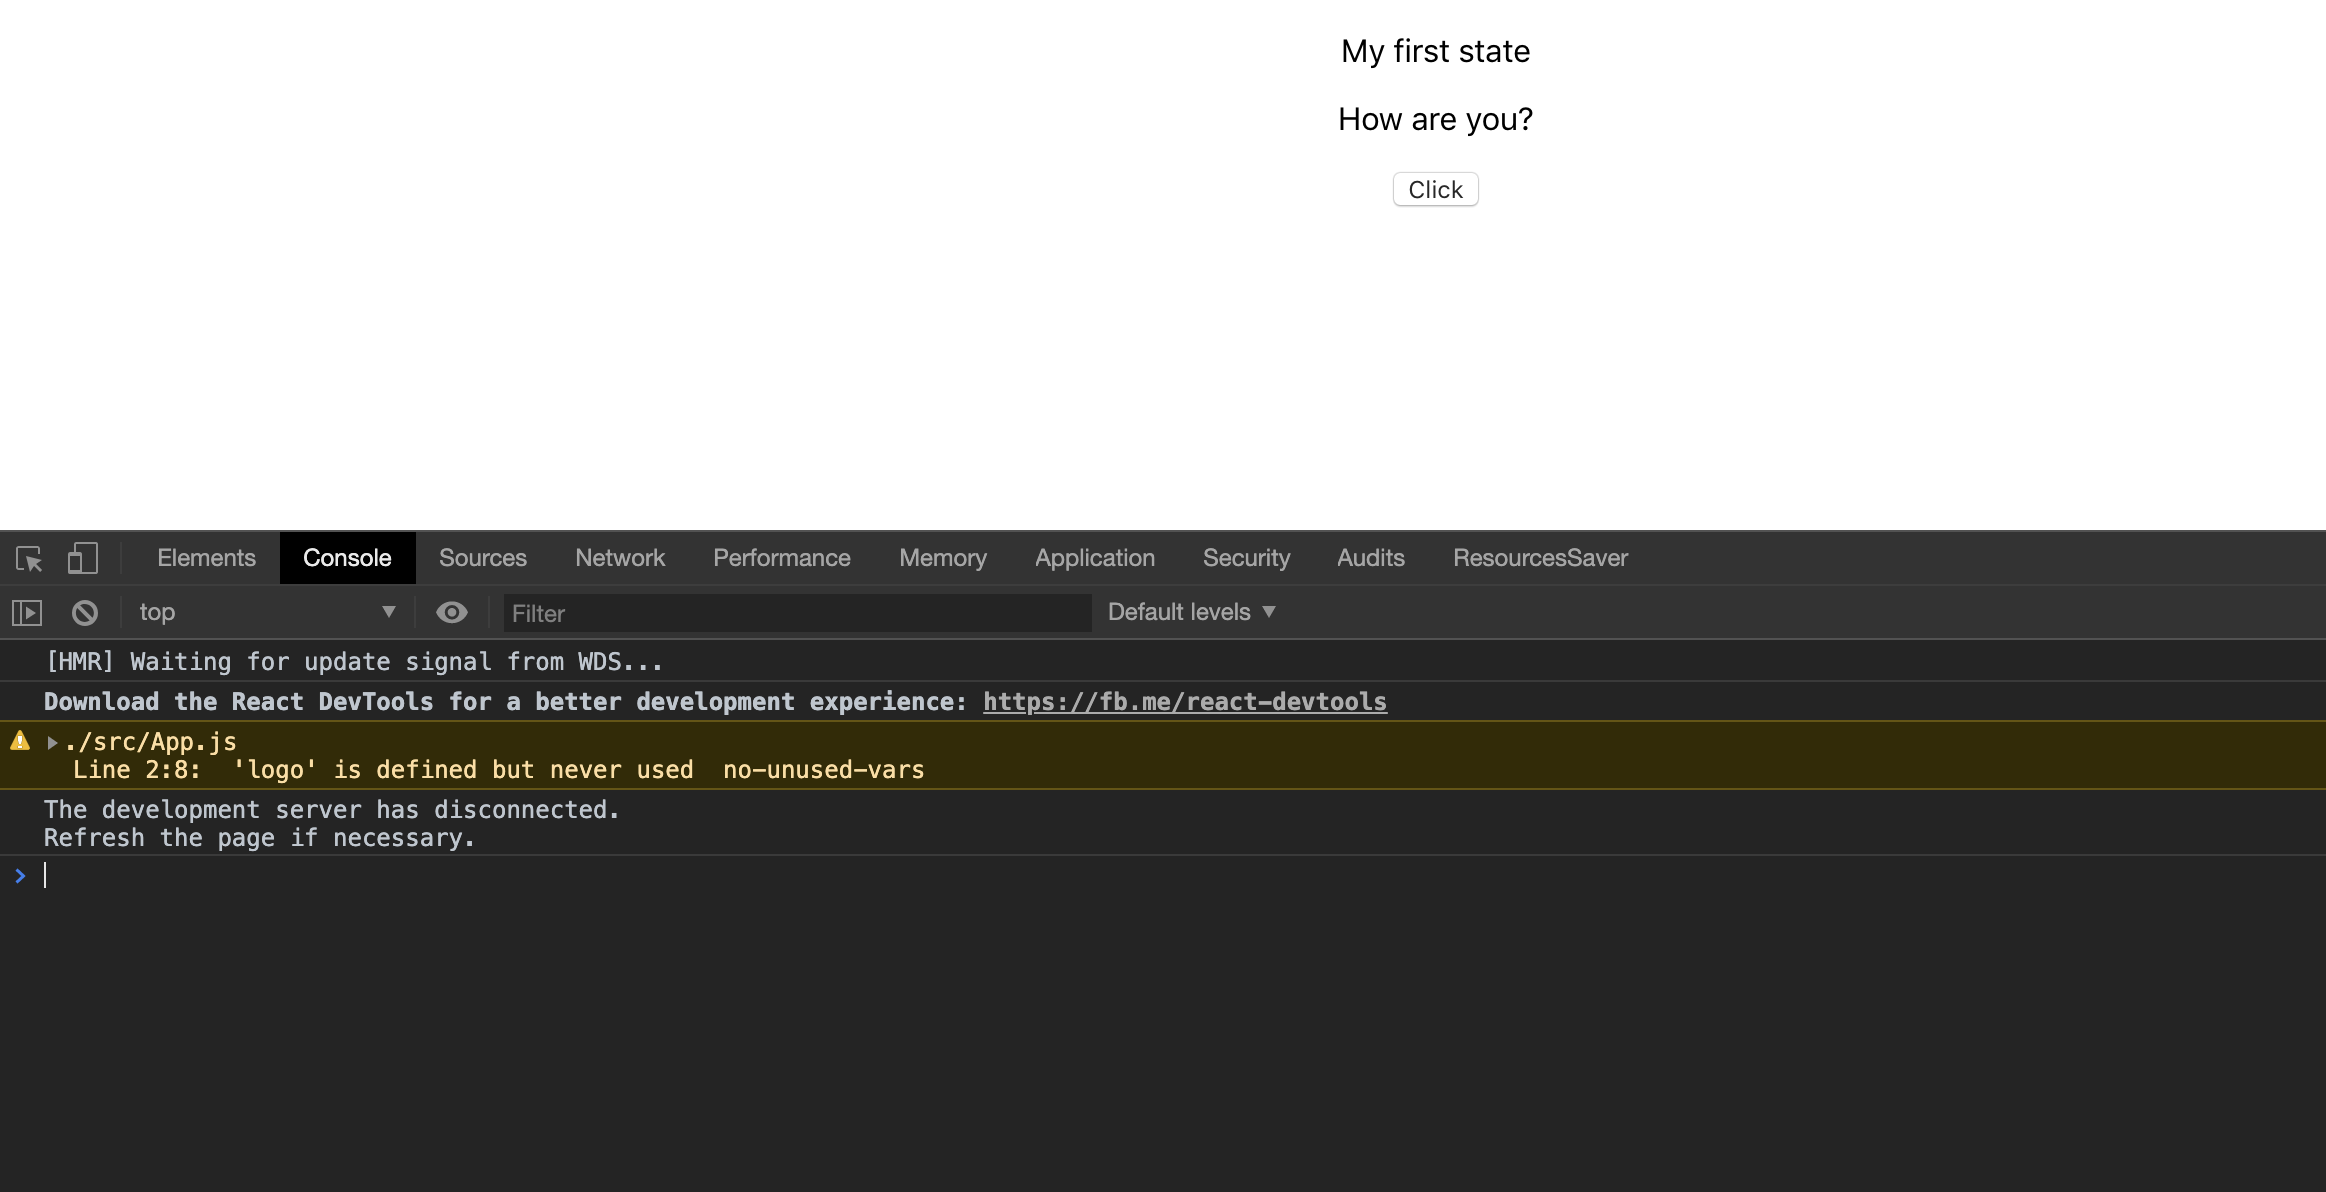 My first state
How are you?
Click
Elements Console Sources Network Performance Memory Application Security Audits ResourcesSaver
top Filter Default levels
[HMR] Waiting for update signal from WDS...
Download the React DevTools for a better development experience: https://fb.me/react-devtools
./src/App.js
Line 2:8:  'logo' is defined but never used  no-unused-vars
The development server has disconnected.
Refresh the page if necessary.